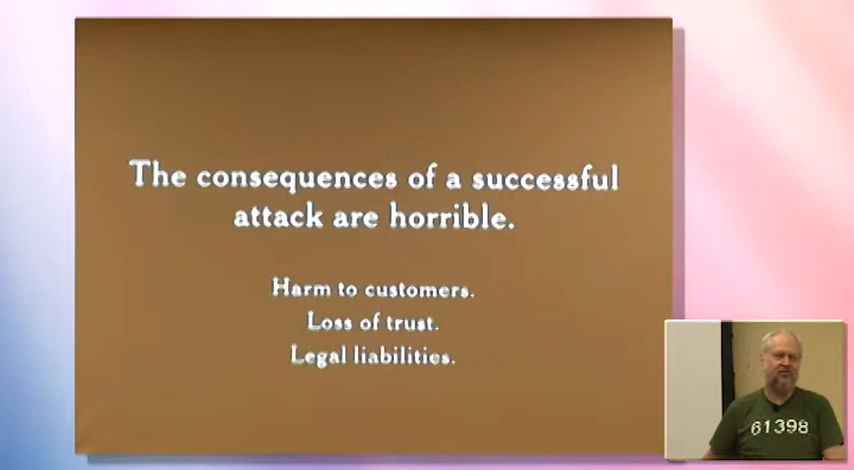 The consequences of a successful
attack are horrible.
Harm to customers.
Loss of trust.
Legal liabilities.
61398